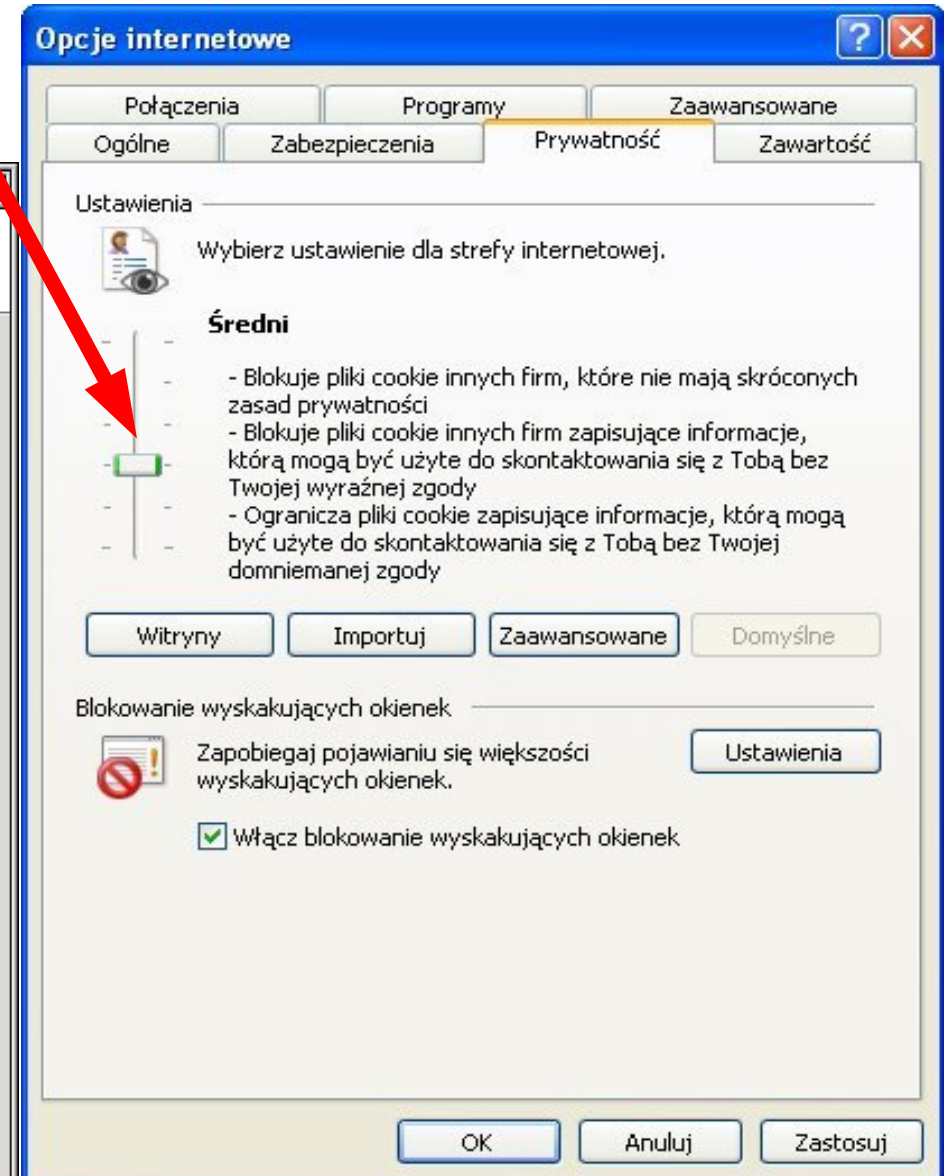 Opcje internetowe
Połączenia Programy Zaawansowane
Ogólne Zabezpieczenia Prywatność Zawartość
Ustawienia
Wybierz ustawienie dla strefy internetowej.
Średni
- Blokuje pliki cookie innych firm, które nie mają skróconych
zasad prywatności
- Blokuje pliki cookie innych firm zapisujące informacje,
którą mogą być użyte do skontaktowania się z Tobą bez
Twojej wyraźnej zgody
- Ogranicza pliki cookie zapisujące informacje, którą mogą
być użyte do skontaktowania się z Tobą bez Twojej
domniemanej zgody
Witryny Importuj Zaawansowane Domyślne
Blokowanie wyskakujących okienek
Zapobiegaj pojawianiu się większości
wyskakujących okienek.
Ustawienia
Włącz blokowanie wyskakujących okienek
OK Anuluj Zastosuj